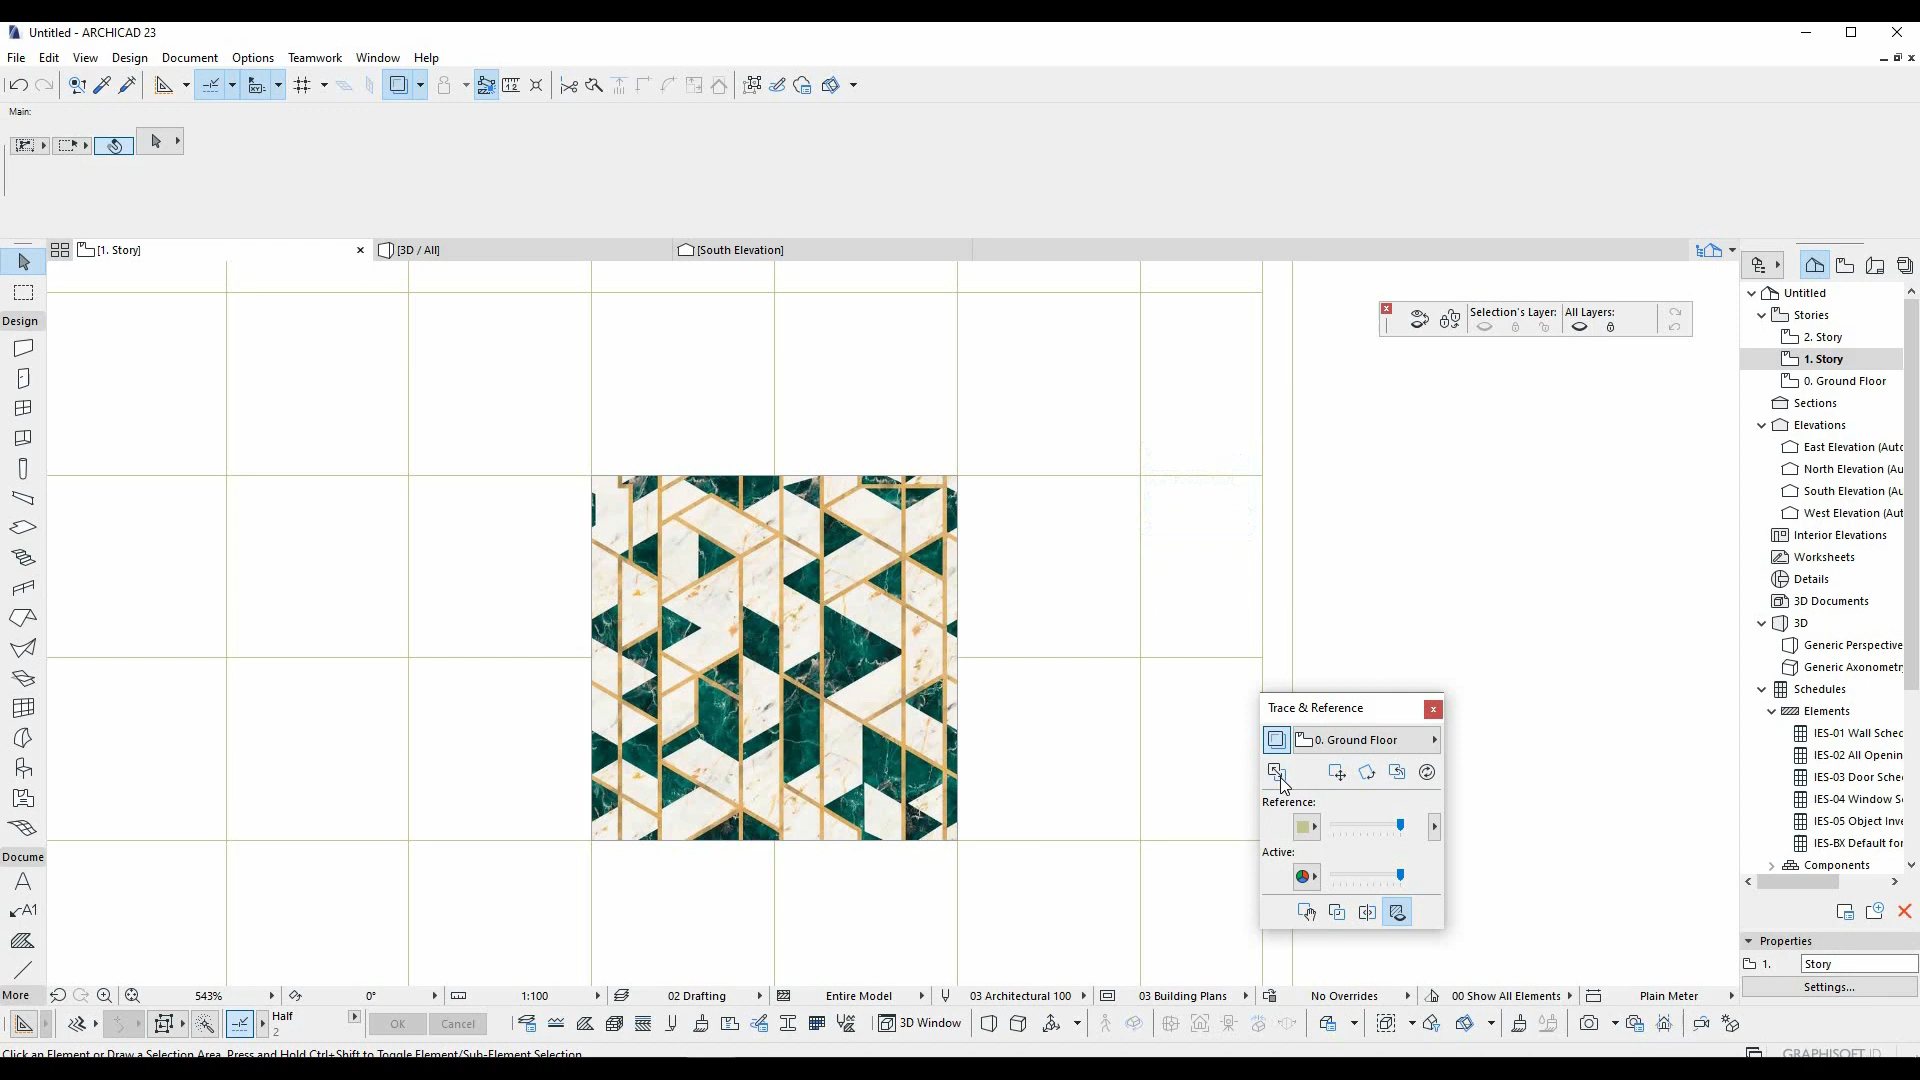 Untitled - ARCHICAD 23
File Edit View Design Document Options Teamwork Window Help
Main:
[1. Story]
[3D / All]
[South Elevation]
Design
Docume
More
A1
Selection's Layer: All Layers:
Untitled
Stories
2. Story
1. Story
0. Ground Floor
Sections
Elevations
East Elevation (Auto
North Elevation (Au
South Elevation (Au
West Elevation (Aut
Interior Elevations
Worksheets
Details
3D Documents
3D
Generic Perspective
Generic Axonometr
Schedules
Elements
IES-01 Wall Sched
IES-02 All Openin
IES-03 Door Sche
IES-04 Window S
IES-05 Object Inve
IES-BX Default for
Components
Properties
1. Story
Settings...
Trace & Reference
0. Ground Floor
Reference:
Active:
543% 0° 1:100 02 Drafting Entire Model 03 Architectural 100 03 Building Plans No Overrides 00 Show All Elements Plain Meter
Half
2
OK Cancel
3D Window
Click an Element or Draw a Selection Area. Press and Hold Ctrl+Shift to Toggle Element/Sub-Element Selection.
GRAPHISOFT ID